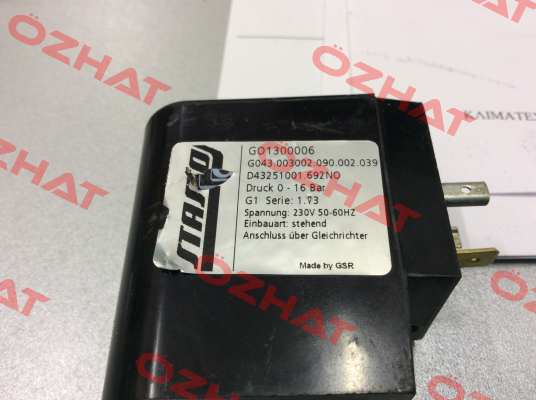 GO1300006
G043.003002.090.002.039
D43251001.692NO
Druck 0 - 16 Bar
G1 Serie: 1.73
Spannung: 230V 50-60HZ
Einbauart: stehend
Anschluss über Gleichrichter
Made by GSR
STASTO
KAIMATE
ÖZHAT
ÖZHAT
ÖZHAT
ÖZHAT
ÖZHAT
ÖZHAT
ÖZHAT